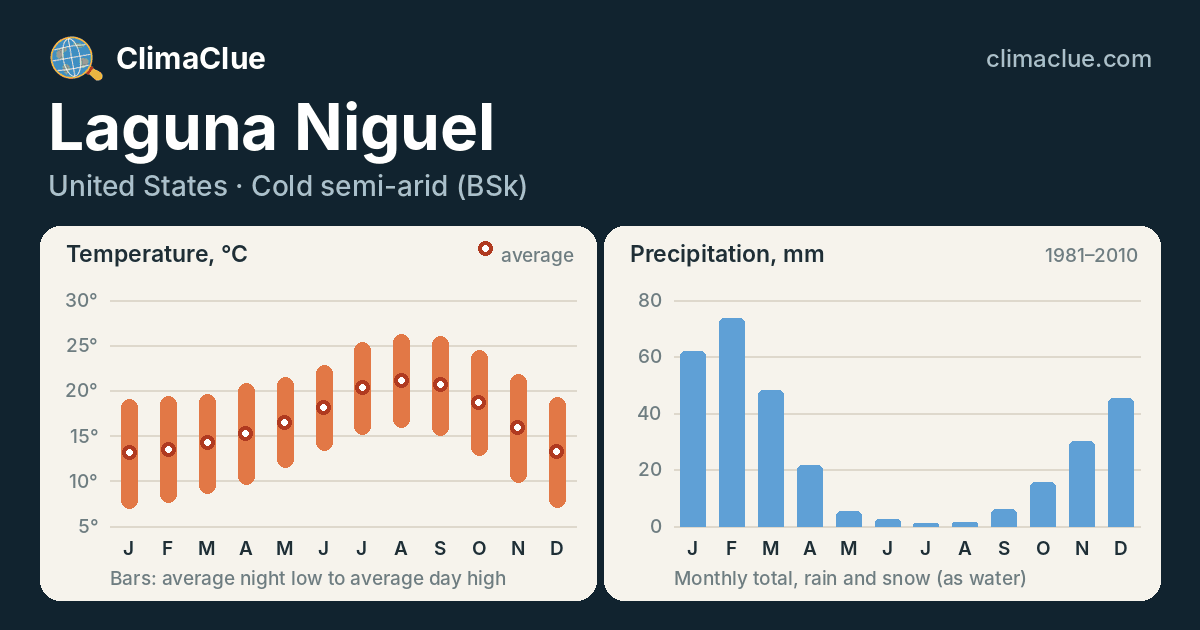 ClimaClue
climaclue.com
Laguna Niguel
United States · Cold semi-arid (BSk)
Temperature, °C
average
30°
25°
20°
15°
10°
5°
J F M A M J J A S O N D
Bars: average night low to average day high
Precipitation, mm
1981–2010
80
60
40
20
0
J F M A M J J A S O N D
Monthly total, rain and snow (as water)